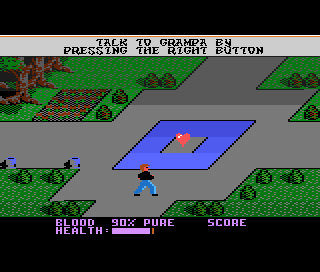 TALK TO GRAMPA BY
PRESSING THE RIGHT BUTTON
BLOOD 90% PURE SCORE
HEALTH: